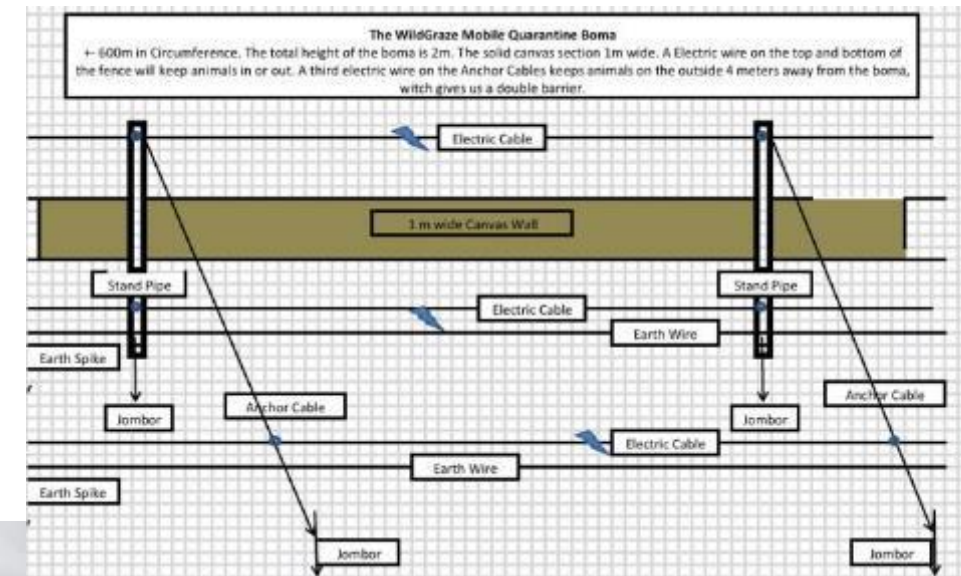 The WildGraze Mobile Quarantine Boma
+- 600m in Circumference. The total height of the boma is 2m. The solid canvas section 1m wide. A Electric wire on the top and bottom of
the fence will keep animals in or out. A third electric wire on the Anchor Cables keeps animals on the outside 4 meters away from the boma,
witch gives us a double barrier.
Electric Cable
1 m wide Canvas Wall
Stand Pipe
Stand Pipe
Electric Cable
Earth Wire
Earth Spike
Anchor Cable
Anchor Cable
Jombor
Jombor
Electric Cable
Earth Wire
Earth Spike
Jombor
Jombor